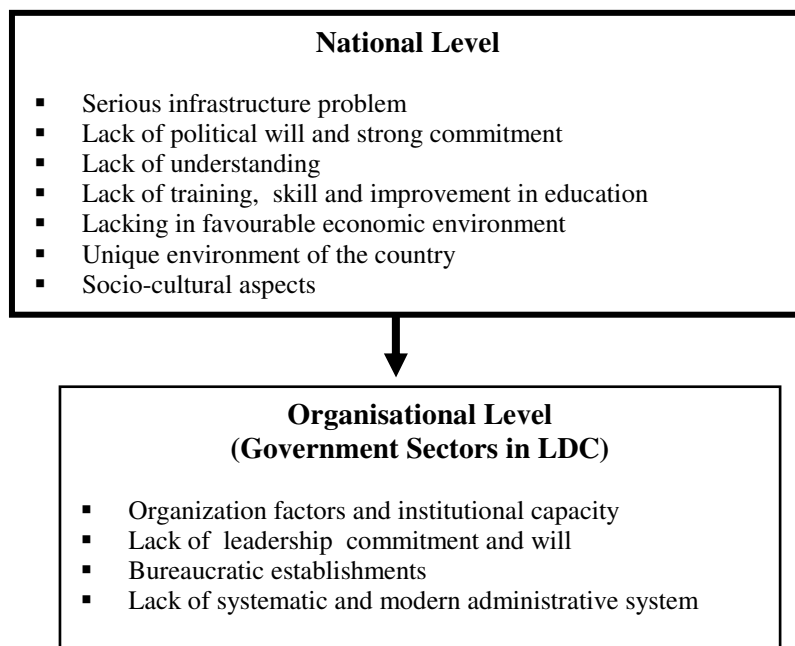 National Level
▪ Serious infrastructure problem
▪ Lack of political will and strong commitment
▪ Lack of understanding
▪ Lack of training, skill and improvement in education
▪ Lacking in favourable economic environment
▪ Unique environment of the country
▪ Socio-cultural aspects
Organisational Level
(Government Sectors in LDC)
▪ Organization factors and institutional capacity
▪ Lack of leadership commitment and will
▪ Bureaucratic establishments
▪ Lack of systematic and modern administrative system